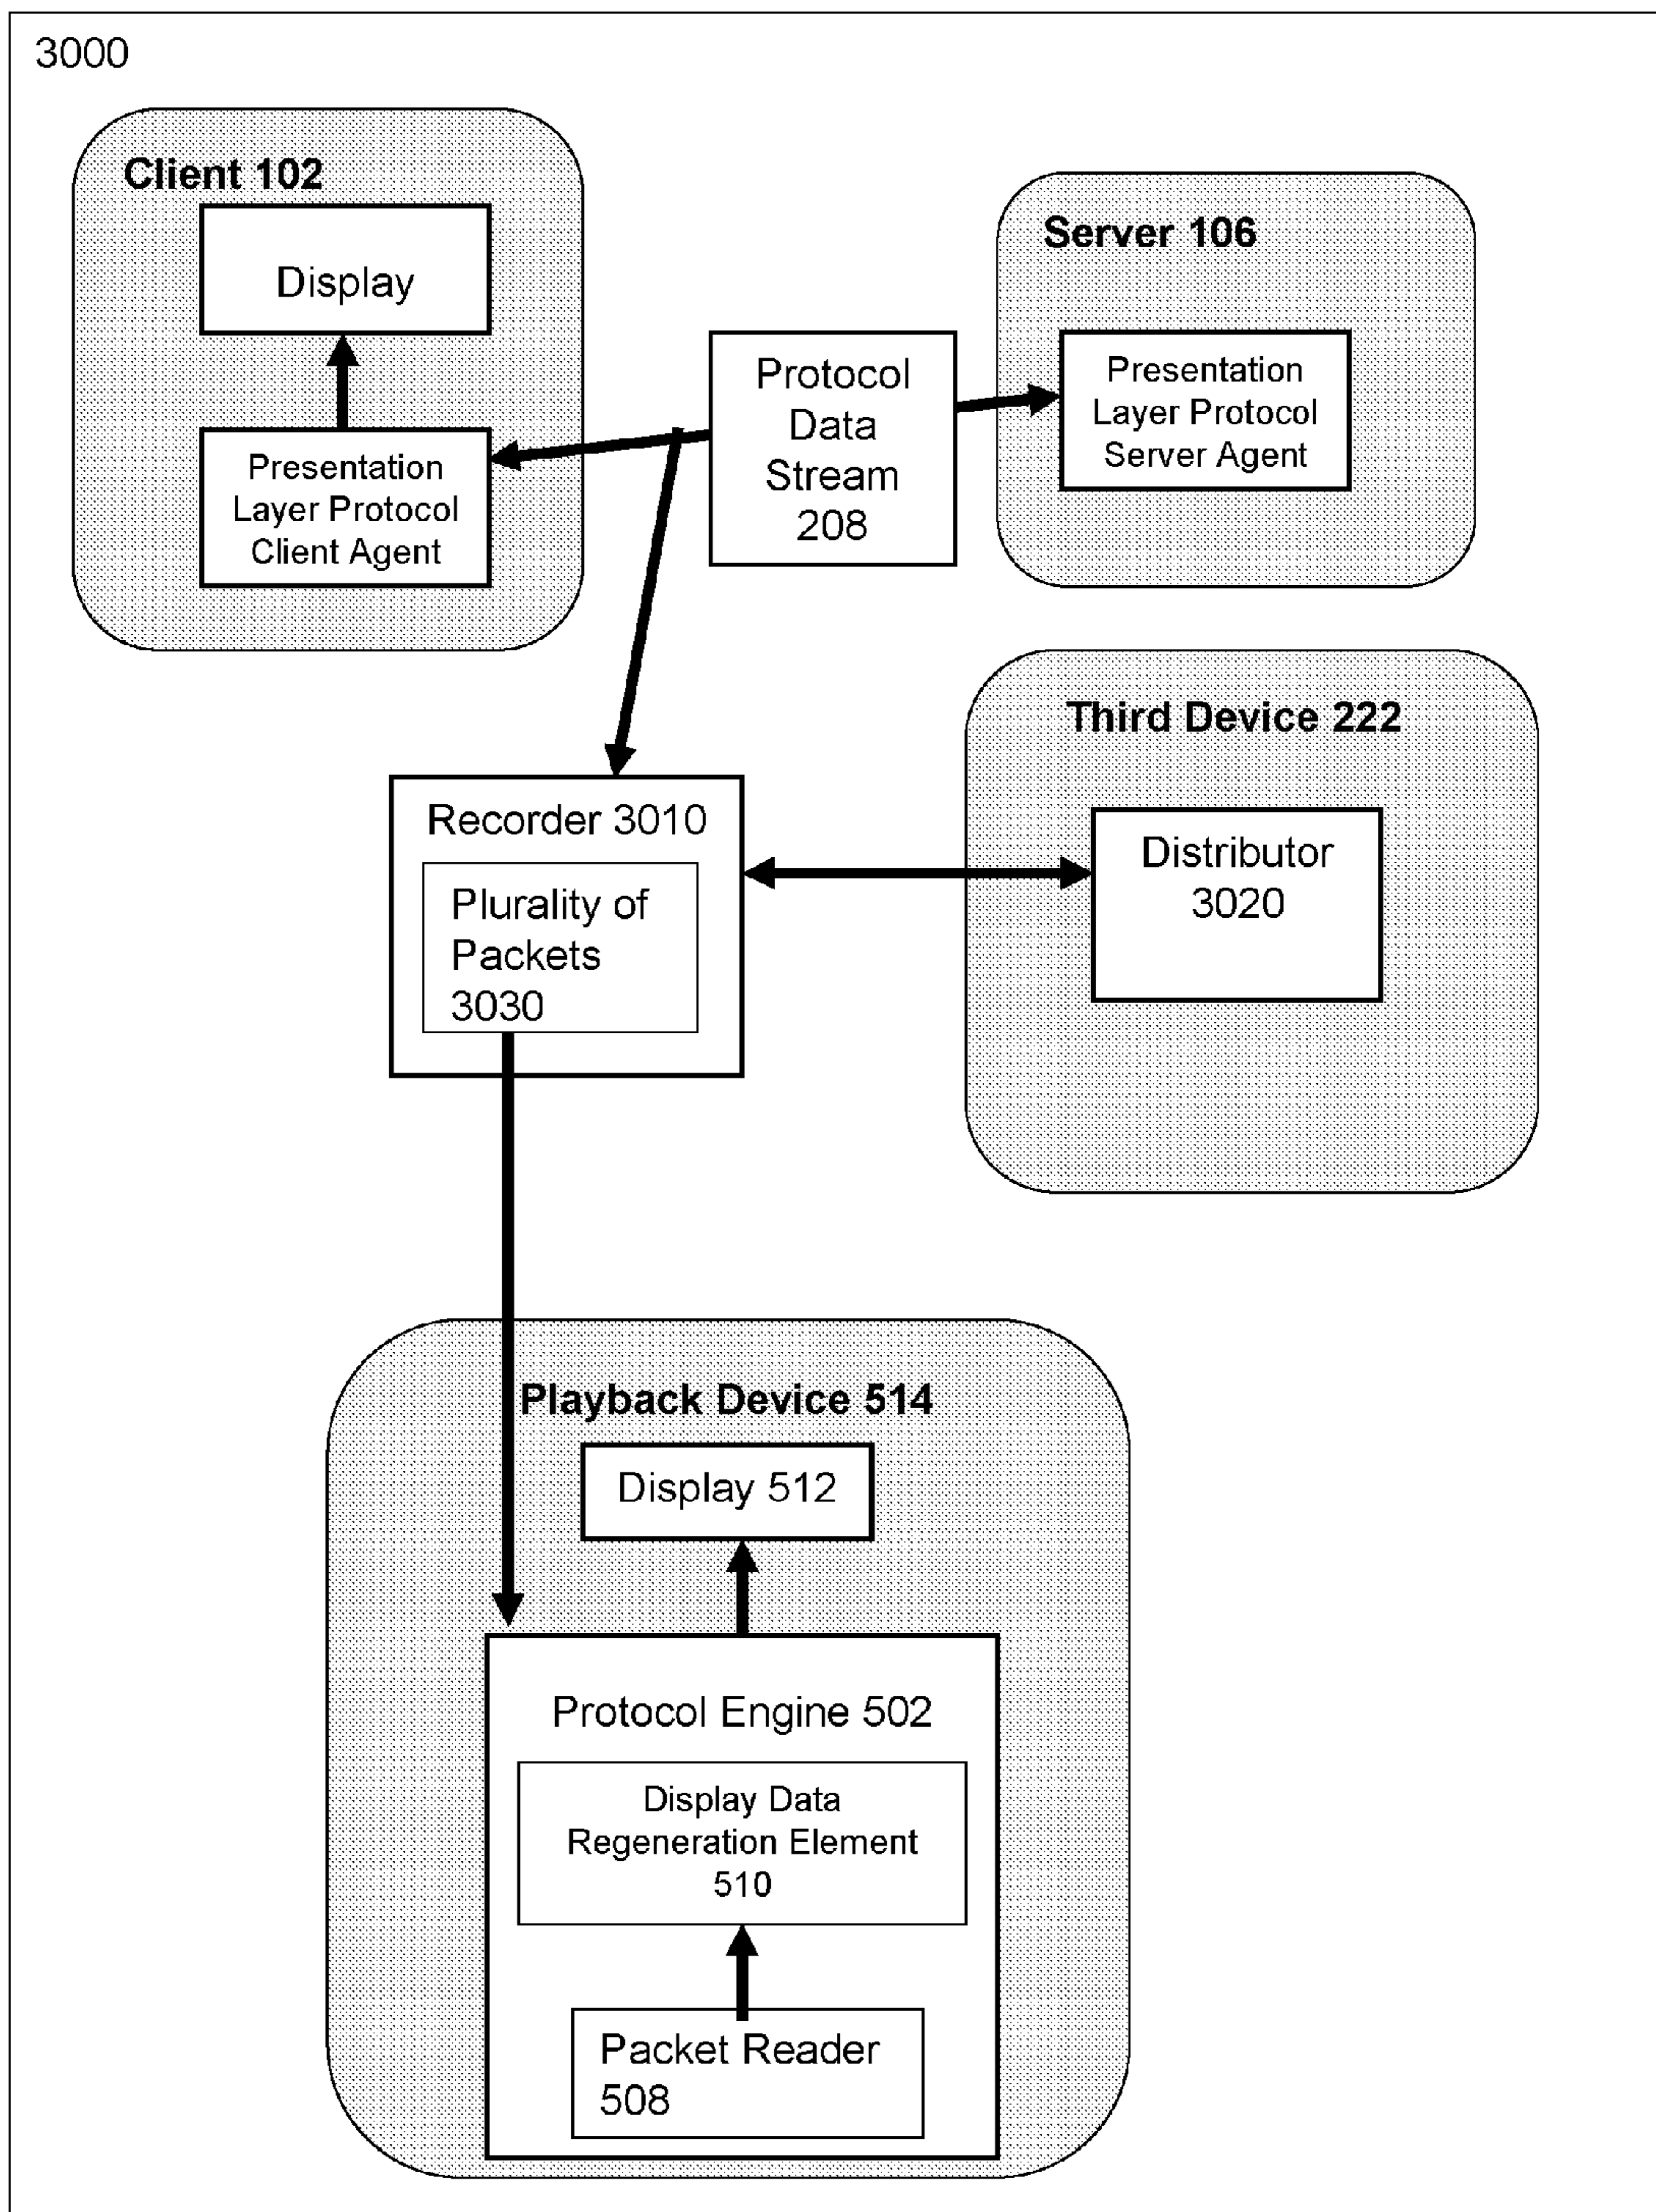 3000
Client 102
Display
Presentation
Layer Protocol
Client Agent
Protocol
Data
Stream
208
Server 106
Presentation
Layer Protocol
Server Agent
Recorder 3010
Plurality of
Packets
3030
Third Device 222
Distributor
3020
Playback Device 514
Display 512
Protocol Engine 502
Display Data
Regeneration Element
510
Packet Reader
508